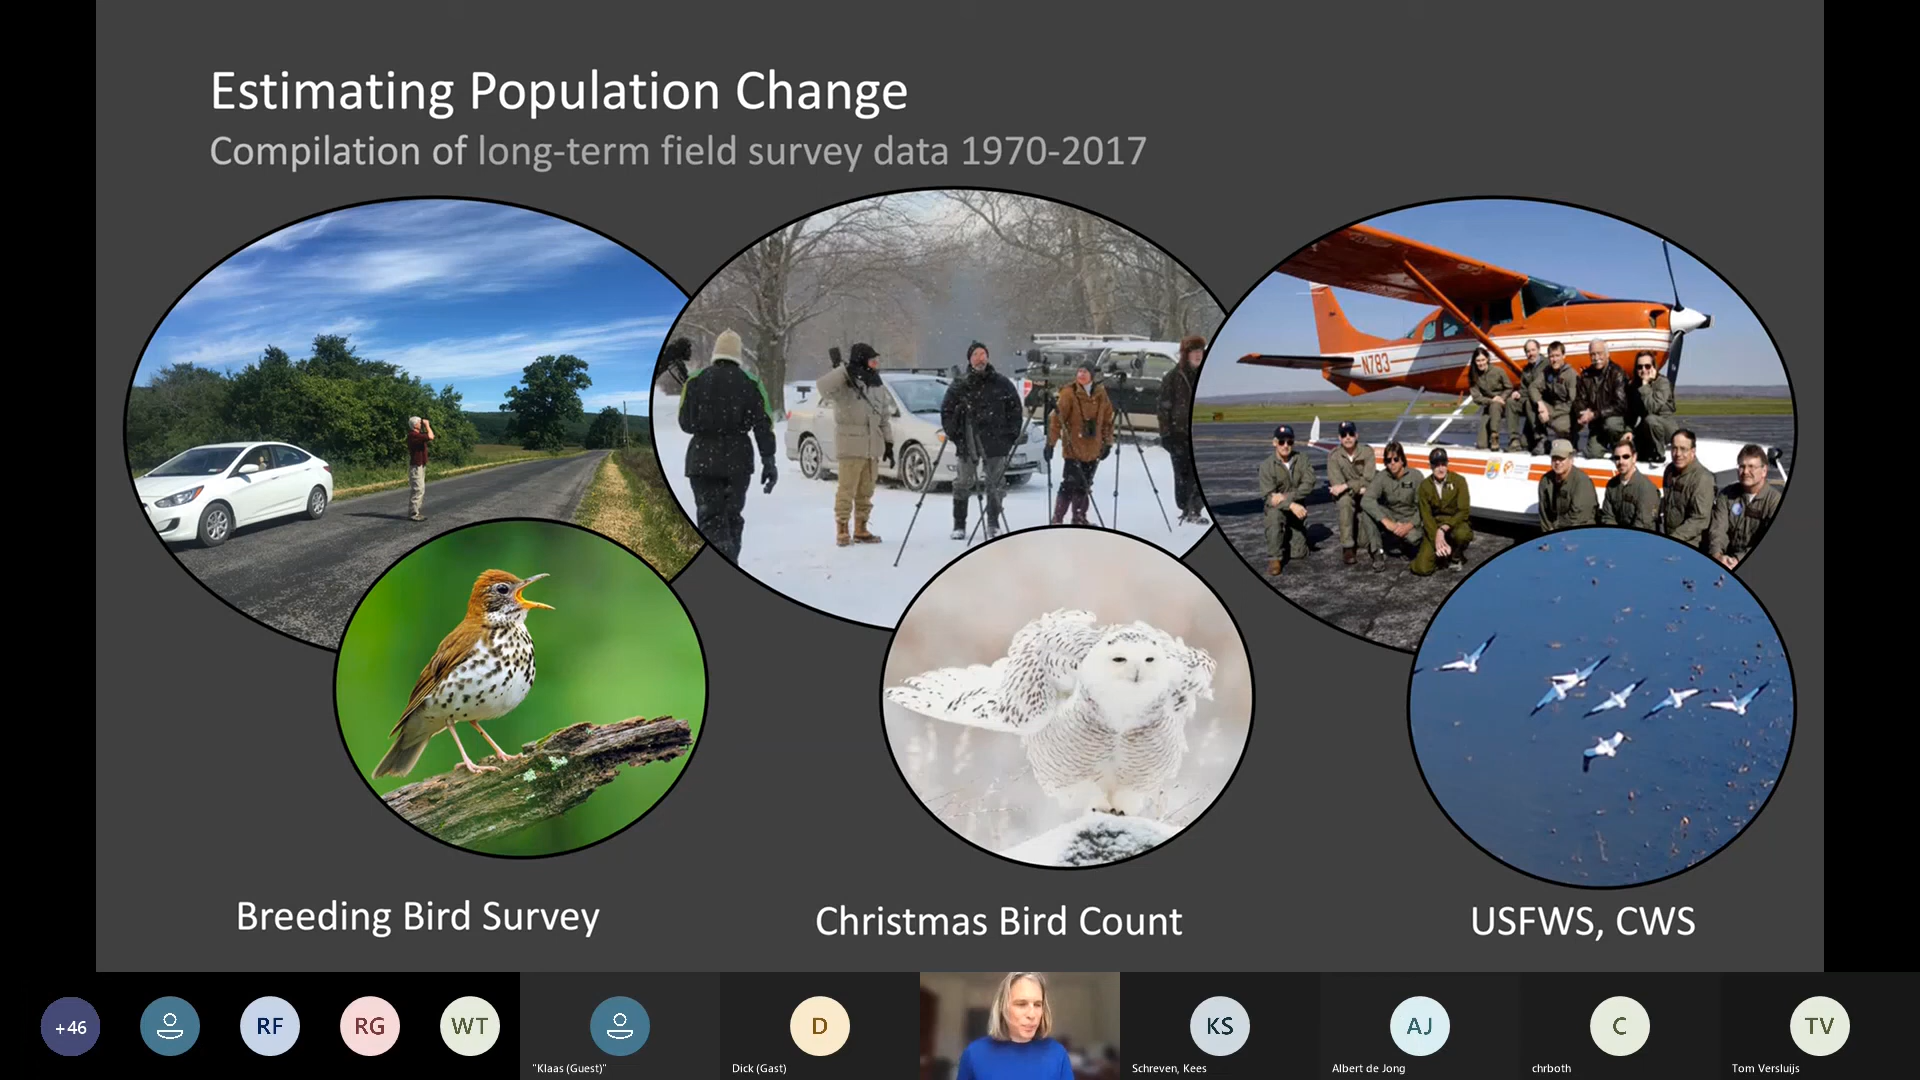 Estimating Population Change
Compilation of long-term field survey data 1970-2017
N783
Breeding Bird Survey
Christmas Bird Count
USFWS, CWS
+46
RF
RG
WT
"Klaas (Guest)"
D
Dick (Gast)
KS
Schreven, Kees
AJ
Albert de Jong
C
chrboth
TV
Tom Versluijs